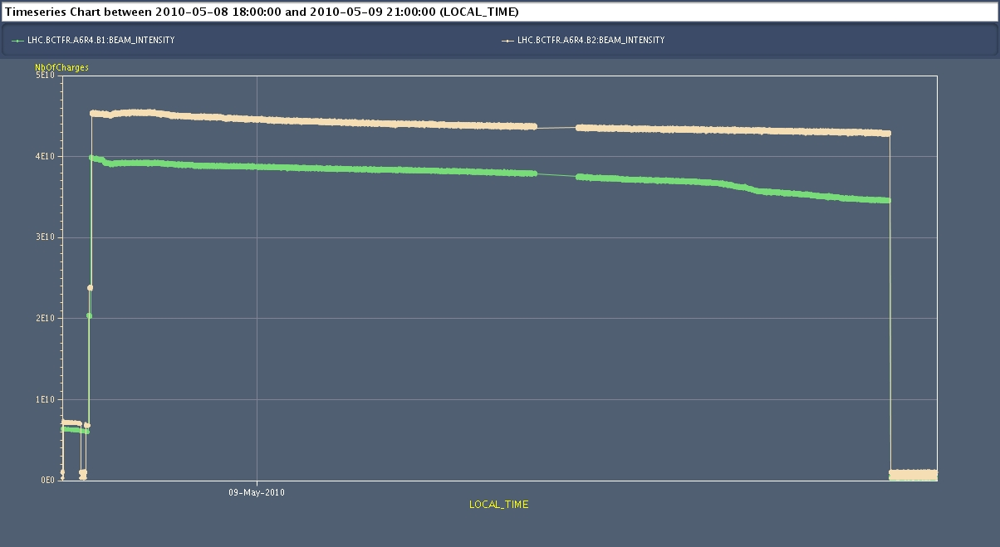 Timeseries Chart between 2010-05-08 18:00:00 and 2010-05-09 21:00:00 (LOCAL_TIME)
LHC.BCTFR.A6R4.B1:BEAM_INTENSITY LHC.BCTFR.A6R4.B2:BEAM_INTENSITY
NbOfCharges
5E10
4E10
3E10
2E10
1E10
0E0
09-May-2010
LOCAL_TIME